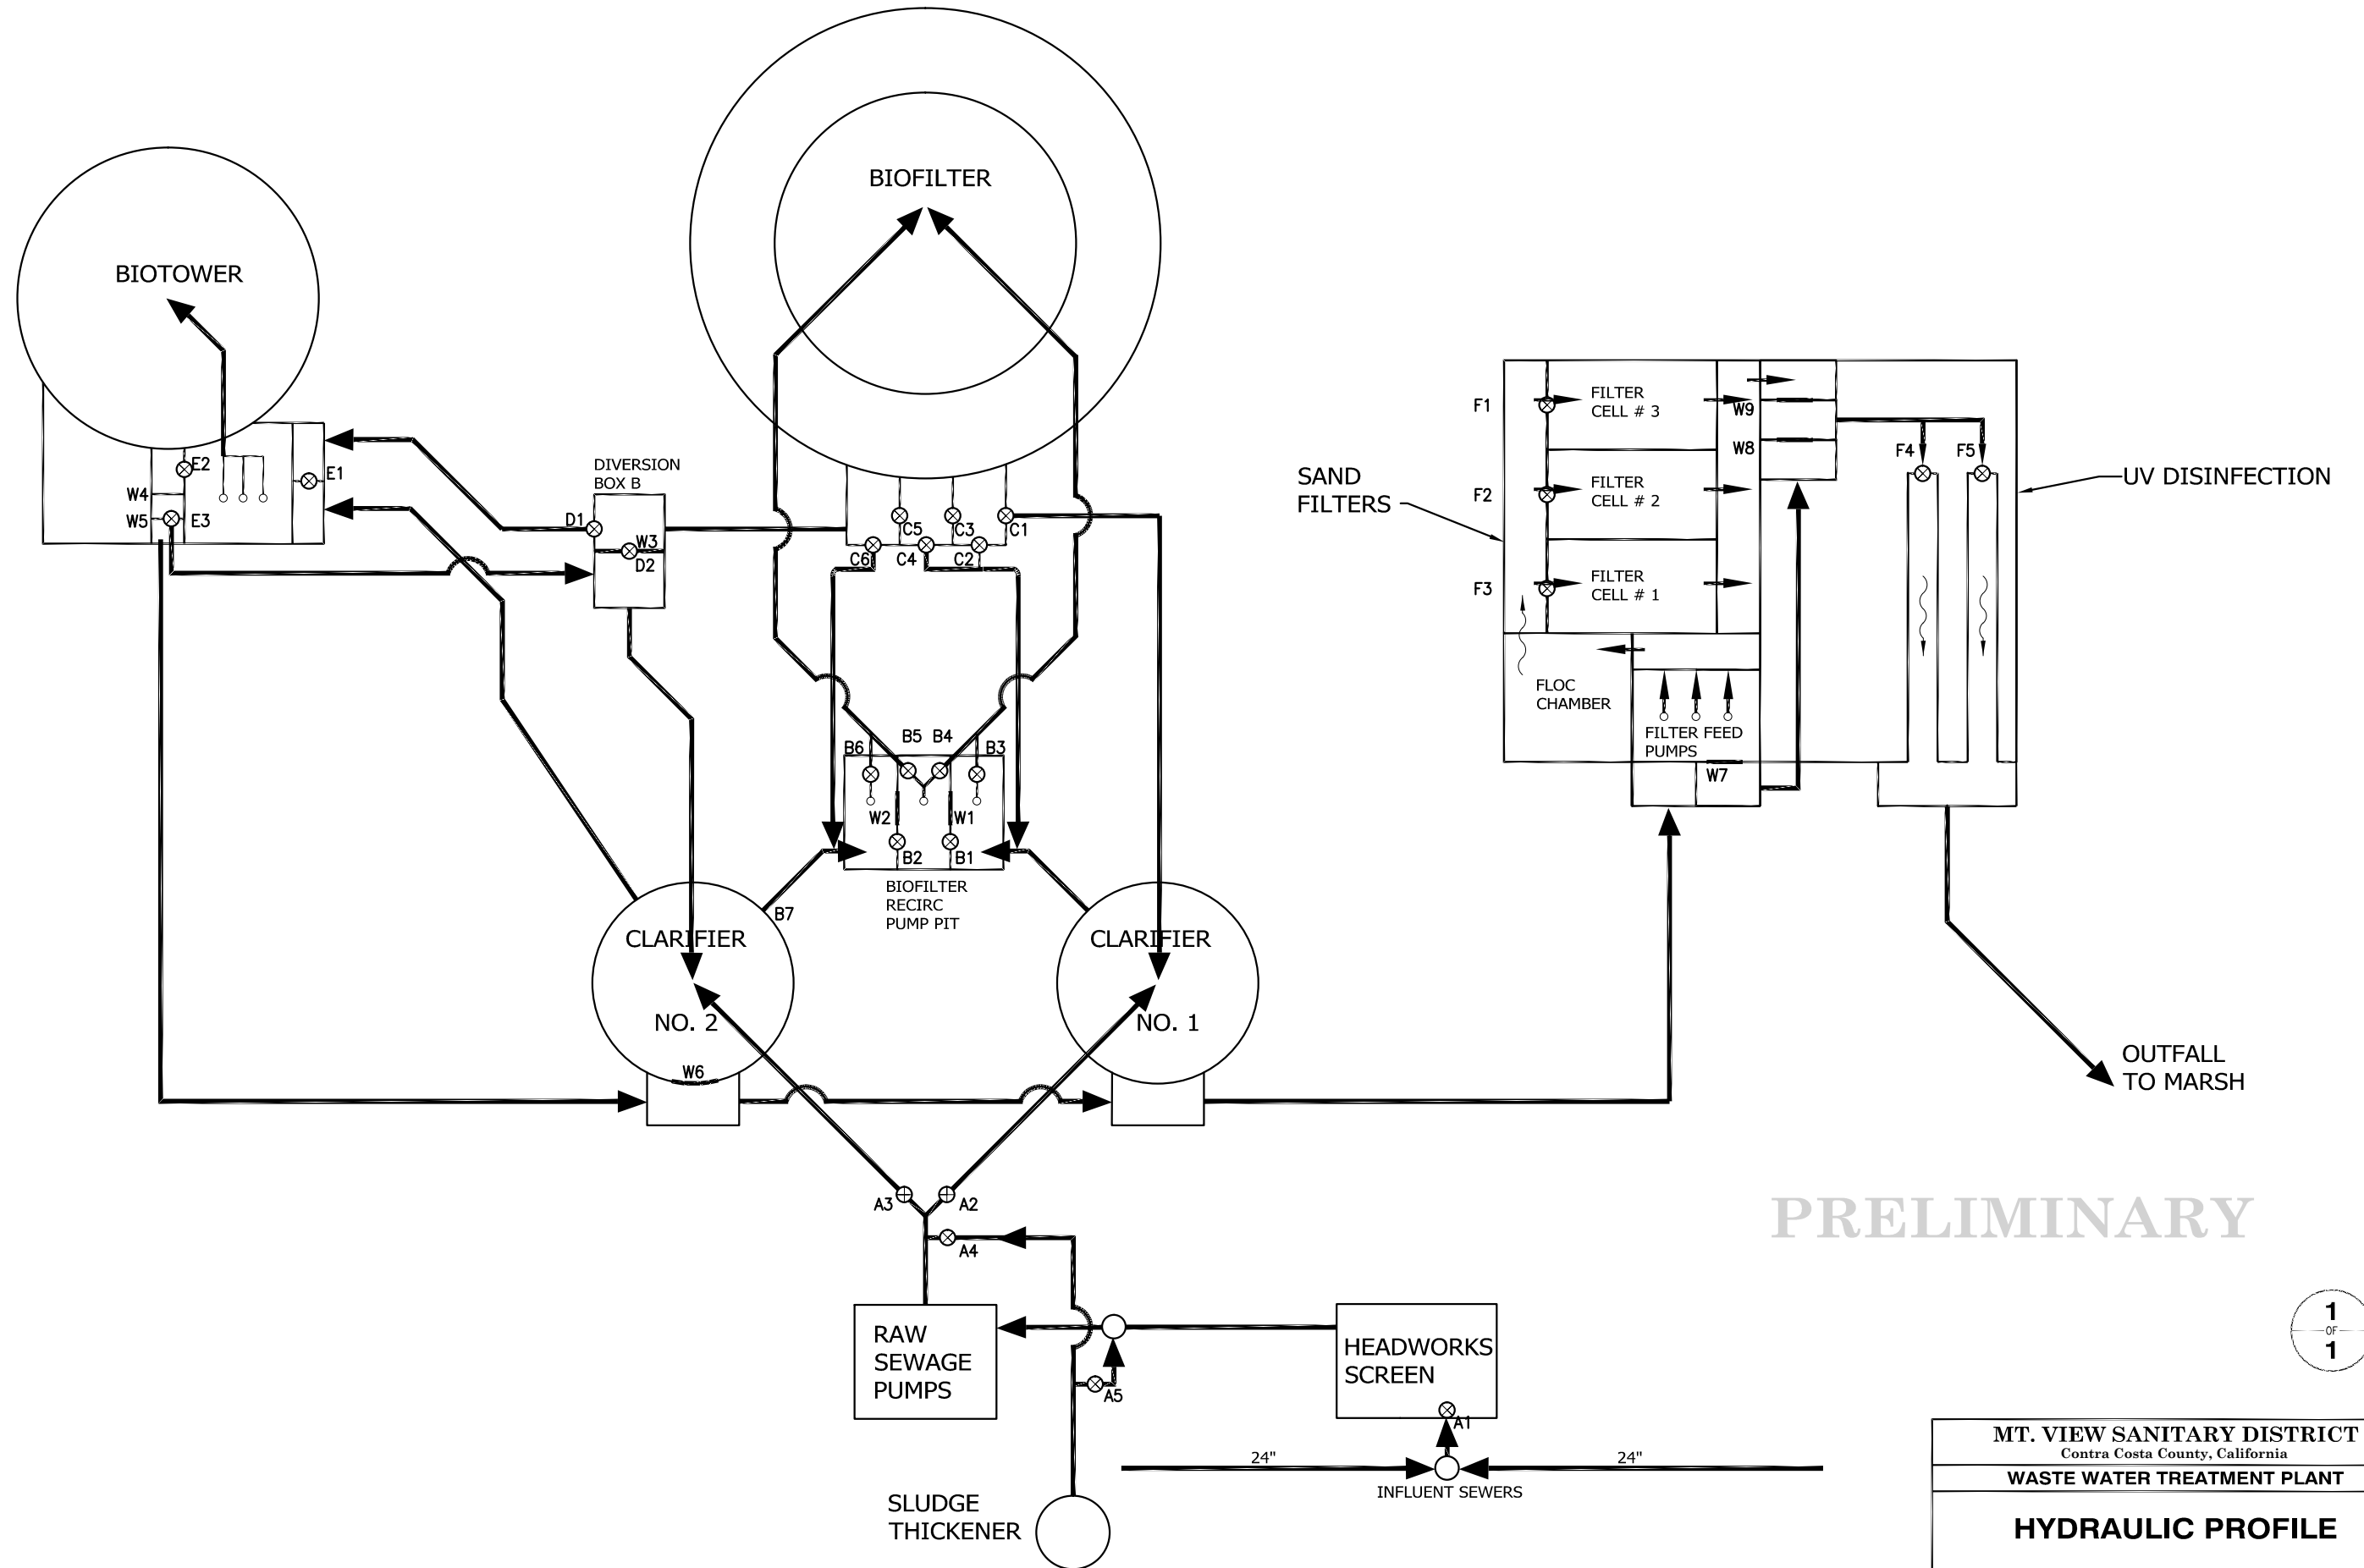 BIOFILTER
BIOTOWER
E2
E1
W4
W5
E3
DIVERSION
BOX B
D1
W3
D2
C5
C3
C1
C6
C4
C2
B6
B5
B4
B3
W2
W1
B2
B1
BIOFILTER
RECIRC
PUMP PIT
B7
CLARIFIER
NO. 2
W6
CLARIFIER
NO. 1
A3
A2
A4
RAW
SEWAGE
PUMPS
A5
HEADWORKS
SCREEN
A1
24"
24"
INFLUENT SEWERS
SLUDGE
THICKENER
SAND
FILTERS
F1
FILTER
CELL # 3
W9
W8
F2
FILTER
CELL # 2
F3
FILTER
CELL # 1
F4
F5
UV DISINFECTION
FLOC
CHAMBER
FILTER FEED
PUMPS
W7
OUTFALL
TO MARSH
PRELIMINARY
1
OF
1
MT. VIEW SANITARY DISTRICT
Contra Costa County, California
WASTE WATER TREATMENT PLANT
HYDRAULIC PROFILE